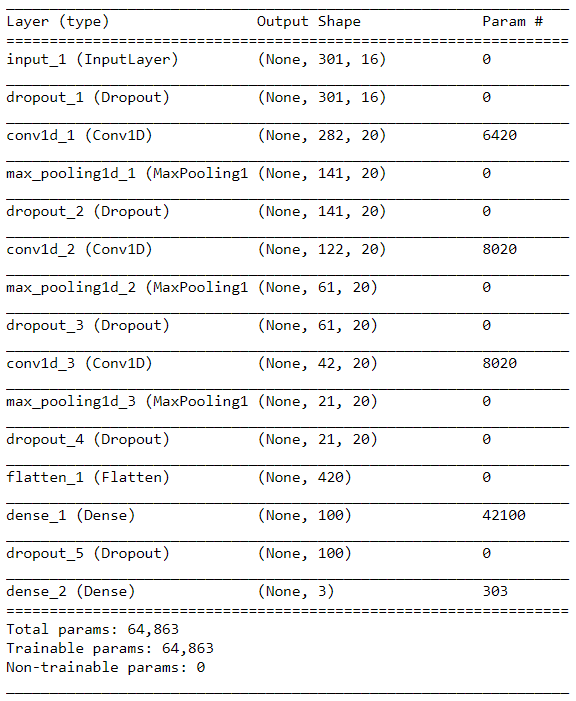 Layer (type) Output Shape Param #
input_1 (InputLayer) (None, 301, 16) 0
dropout_1 (Dropout) (None, 301, 16) 0
conv1d_1 (Conv1D) (None, 282, 20) 6420
max_pooling1d_1 (MaxPooling1 (None, 141, 20) 0
dropout_2 (Dropout) (None, 141, 20) 0
conv1d_2 (Conv1D) (None, 122, 20) 8020
max_pooling1d_2 (MaxPooling1 (None, 61, 20) 0
dropout_3 (Dropout) (None, 61, 20) 0
conv1d_3 (Conv1D) (None, 42, 20) 8020
max_pooling1d_3 (MaxPooling1 (None, 21, 20) 0
dropout_4 (Dropout) (None, 21, 20) 0
flatten_1 (Flatten) (None, 420) 0
dense_1 (Dense) (None, 100) 42100
dropout_5 (Dropout) (None, 100) 0
dense_2 (Dense) (None, 3) 303
Total params: 64,863
Trainable params: 64,863
Non-trainable params: 0